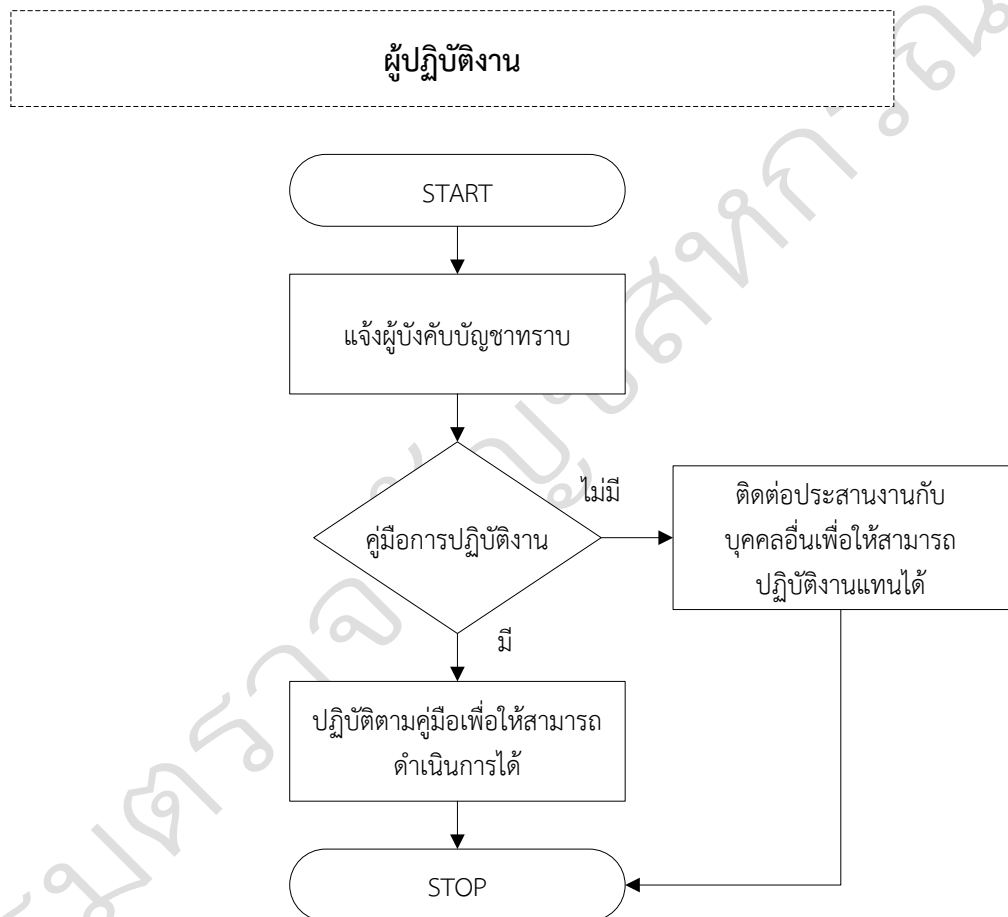 ผู้ปฏิบัติงาน
START
แจ้งผู้บังคับบัญชาทราบ
คู่มือการปฏิบัติงาน
ไม่มี
ติดต่อประสานงานกับ
บุคคลอื่นเพื่อให้สามารถ
ปฏิบัติงานแทนได้
มี
ปฏิบัติตามคู่มือเพื่อให้สามารถ
ดำเนินการได้
STOP